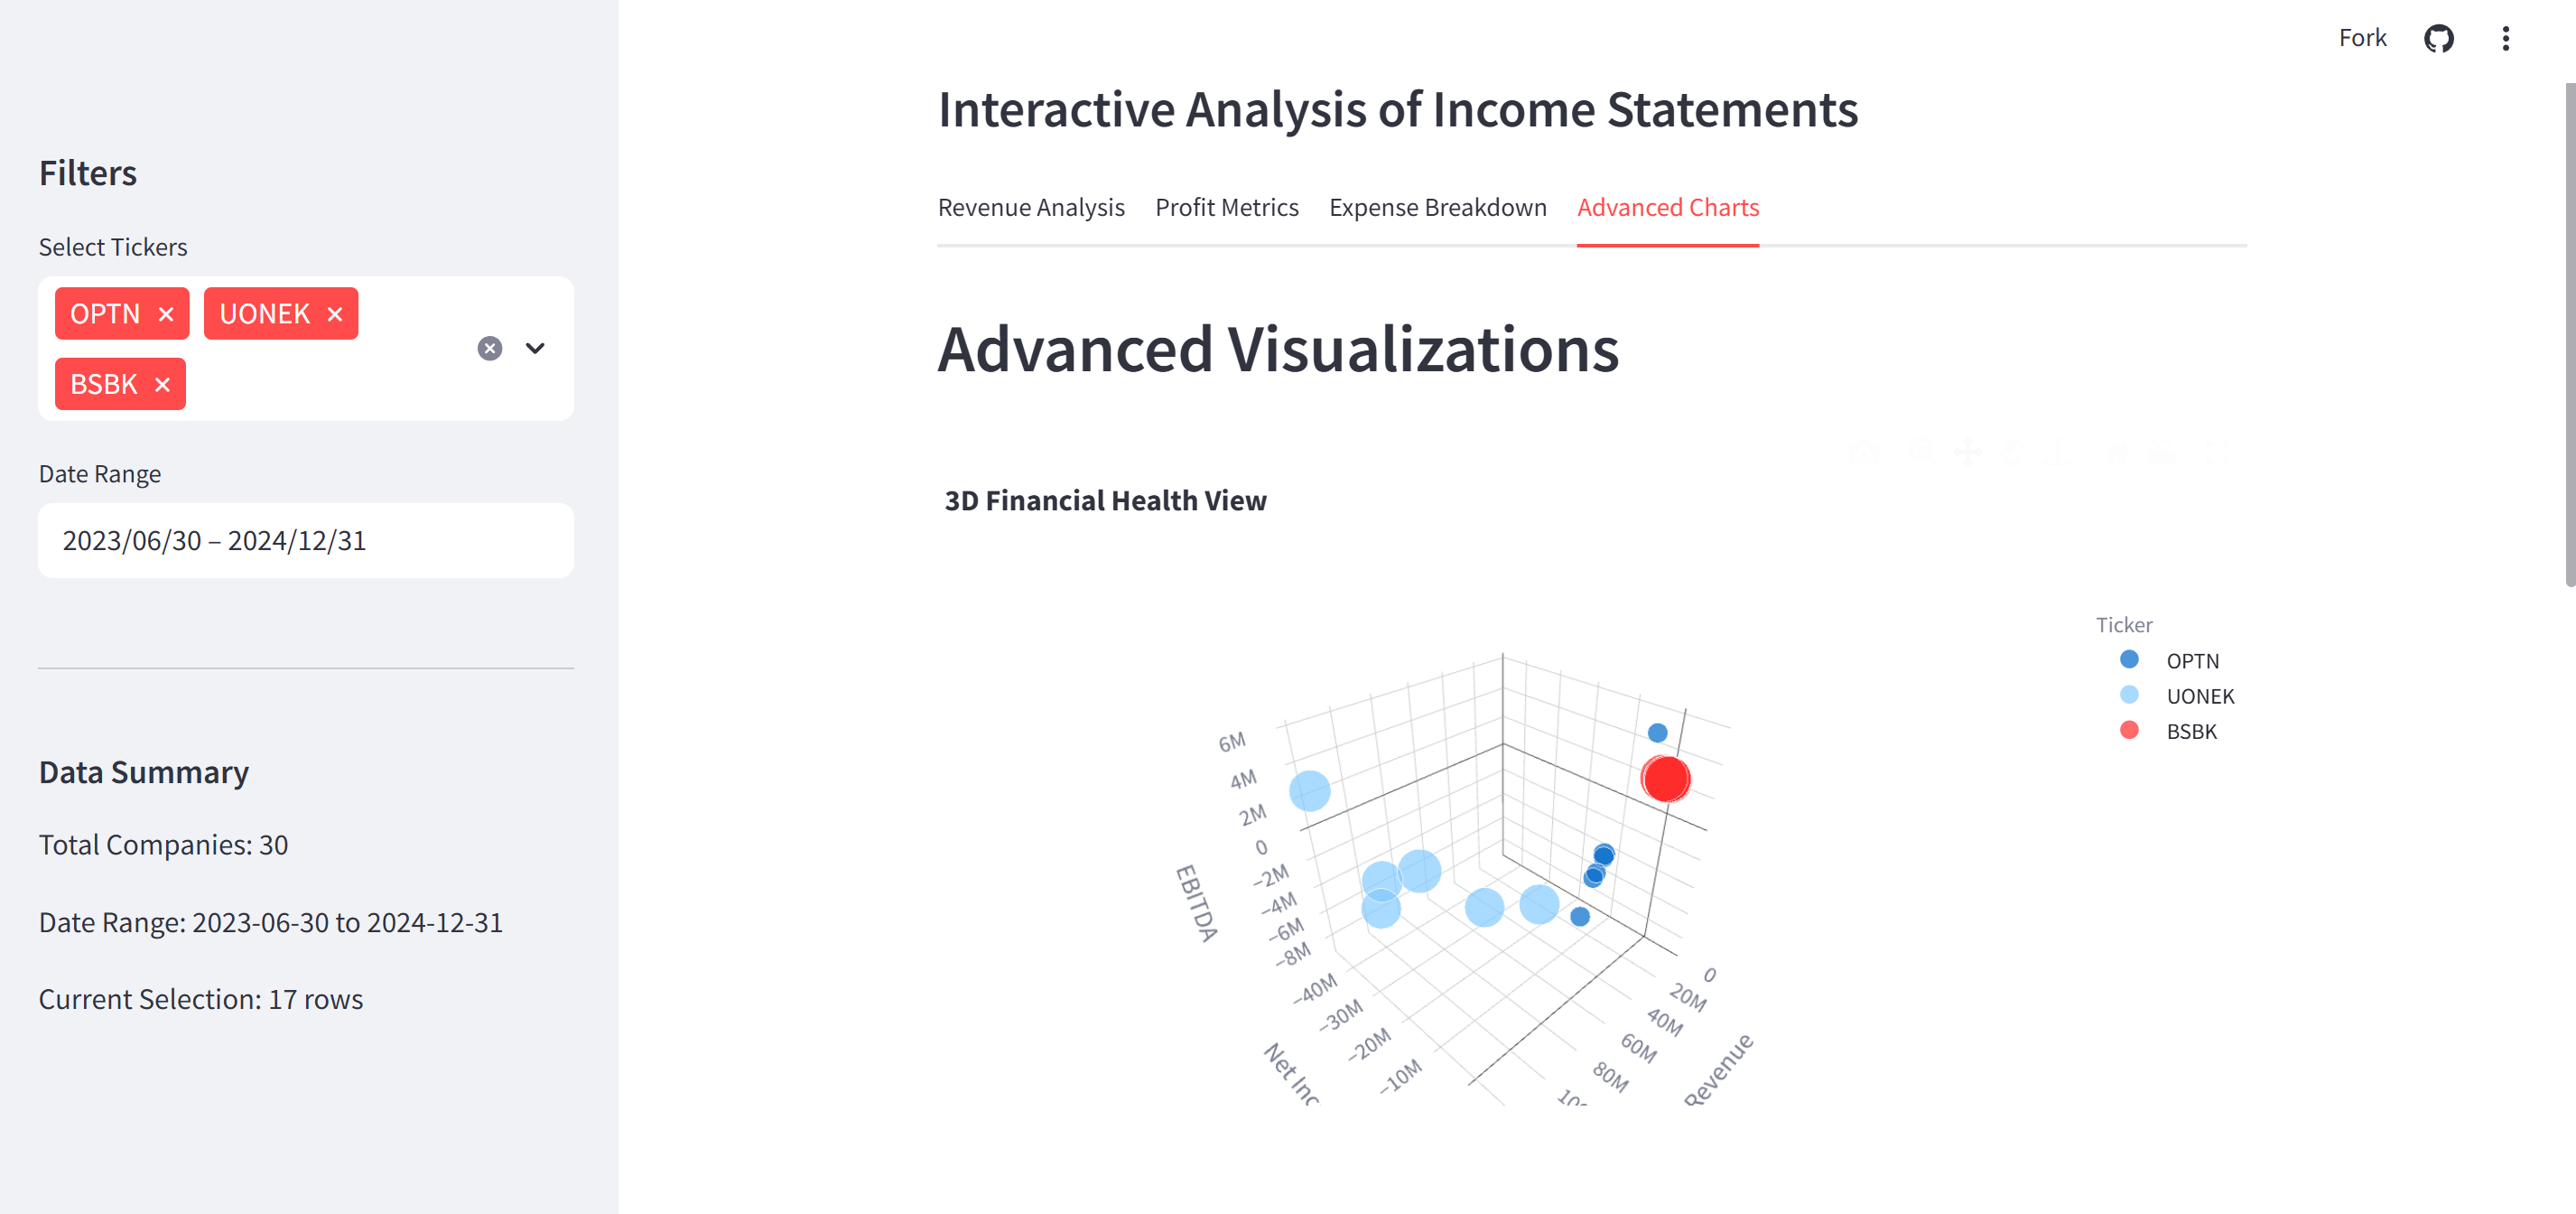 Fork
Filters
Select Tickers
OPTN
UONEK
BSBK
Date Range
2023/06/30 – 2024/12/31
Data Summary
Total Companies: 30
Date Range: 2023-06-30 to 2024-12-31
Current Selection: 17 rows
Interactive Analysis of Income Statements
Revenue Analysis
Profit Metrics
Expense Breakdown
Advanced Charts
Advanced Visualizations
3D Financial Health View
Ticker
OPTN
UONEK
BSBK
EBITDA
6M
4M
2M
0
−2M
−4M
−6M
−8M
−40M
−30M
−20M
−10M
Net Inc
0
20M
40M
60M
80M
Revenue